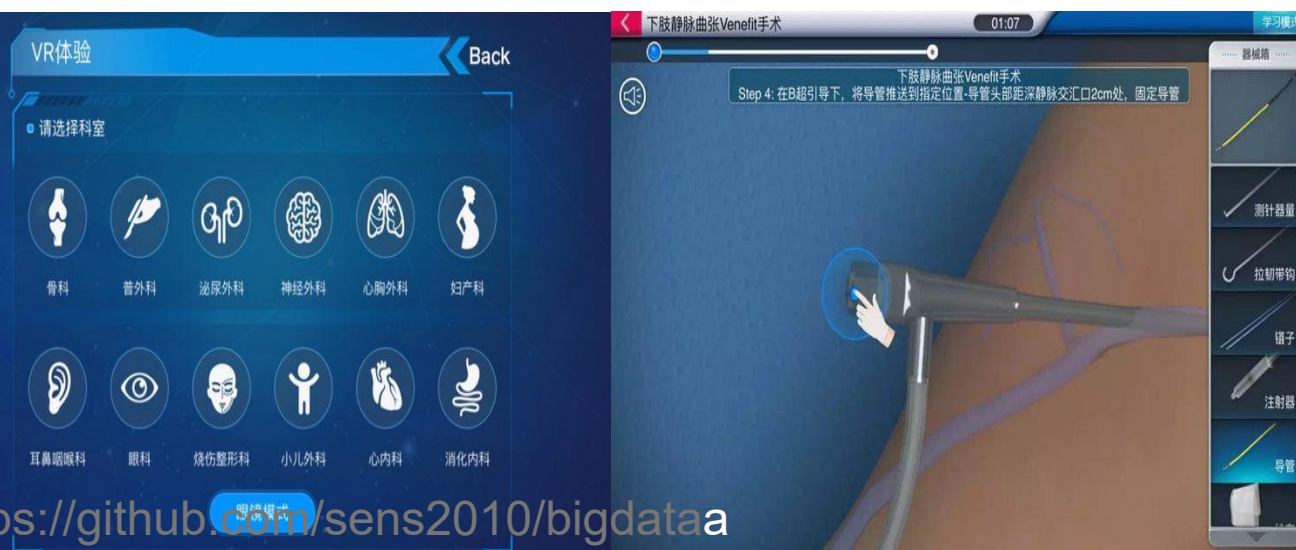 VR体验
Back
请选择科室
骨科
普外科
泌尿外科
神经外科
心胸外科
妇产科
耳鼻咽喉科
眼科
烧伤整形科
小儿外科
心内科
消化内科
眼镜模式
下肢静脉曲张Venefit手术
01:07
学习模式
下肢静脉曲张Venefit手术
Step 4: 在B超引导下，将导管推送到指定位置-导管头部距深静脉交汇口2cm处，固定导管
器械箱
测针器量
拉韧带钩
镊子
注射器
导管
ps://github.com/sens2010/bigdataa